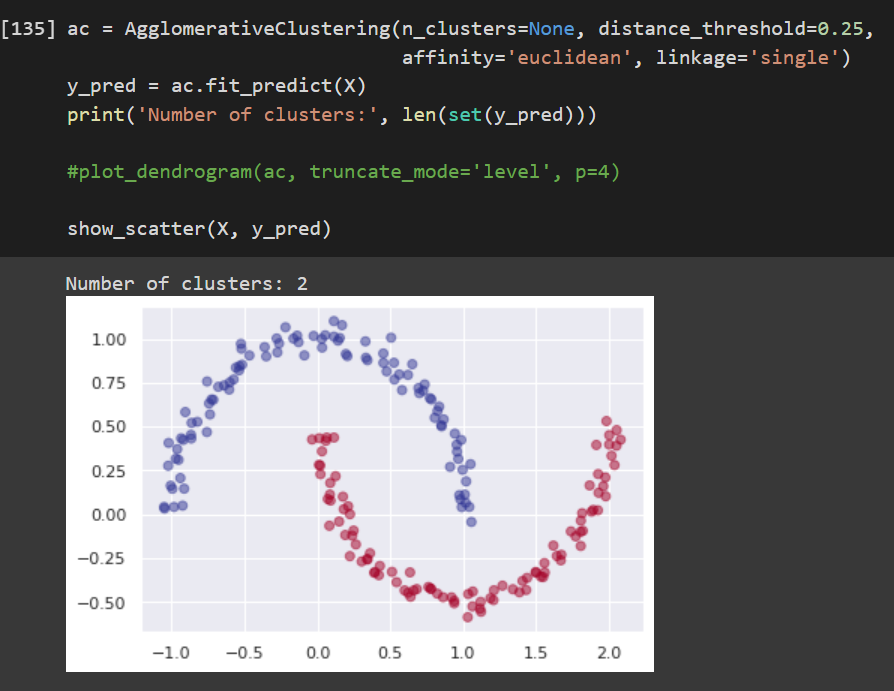 [135] ac = AgglomerativeClustering(n_clusters=None, distance_threshold=0.25,
affinity='euclidean', linkage='single')
y_pred = ac.fit_predict(X)
print('Number of clusters:', len(set(y_pred)))
#plot_dendrogram(ac, truncate_mode='level', p=4)
show_scatter(X, y_pred)
Number of clusters: 2
1.00
0.75
0.50
0.25
0.00
−0.25
−0.50
−1.0 −0.5 0.0 0.5 1.0 1.5 2.0